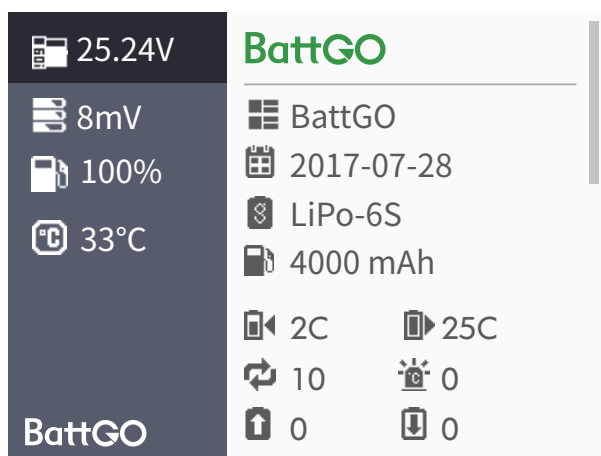 25.24V
8mV
100%
33°C
BattGO
BattGO
BattGO
2017-07-28
LiPo-6S
4000 mAh
2C 25C
10 0
0 0